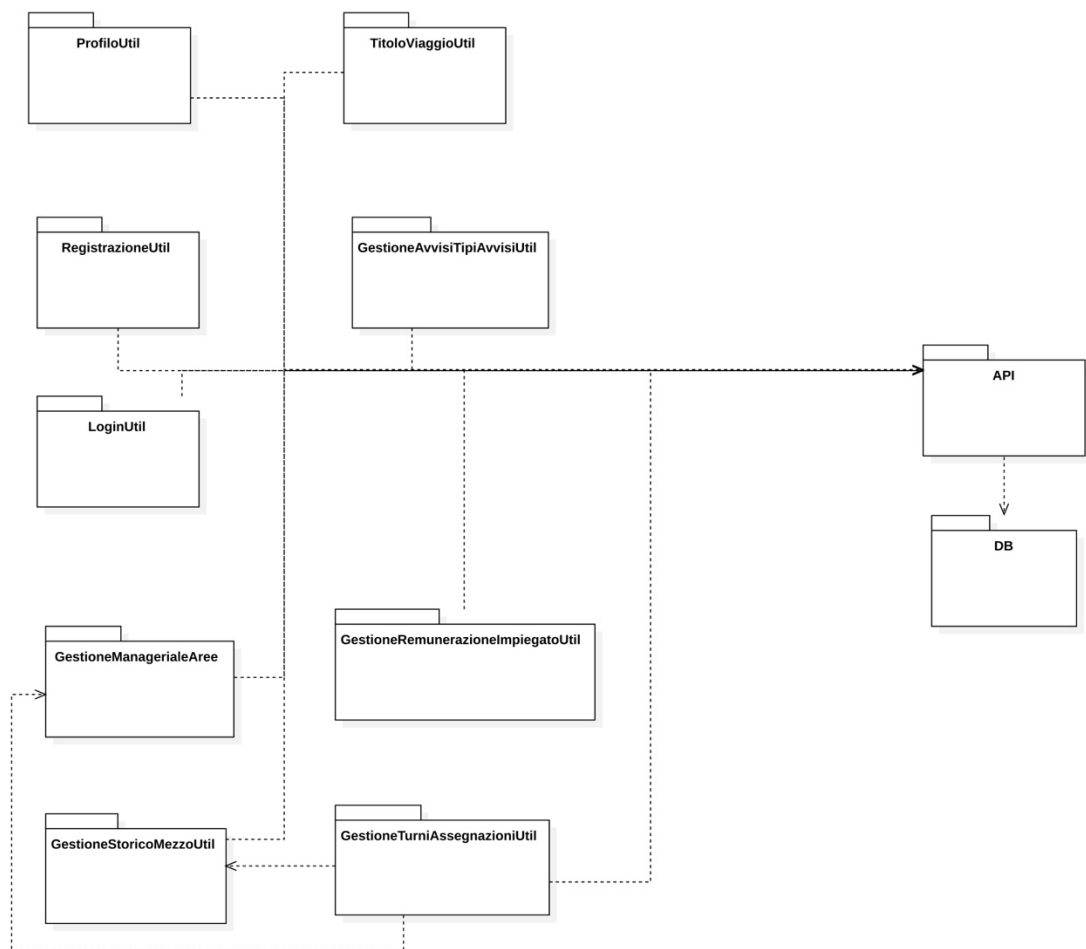 ProfiloUtil
TitoloViaggioUtil
RegistrazioneUtil
GestioneAvvisiTipiAvvisiUtil
API
LoginUtil
DB
GestioneManagerialeAree
GestioneRemunerazioneImpiegatoUtil
GestioneStoricoMezzoUtil
GestioneTurniAssegnazioniUtil